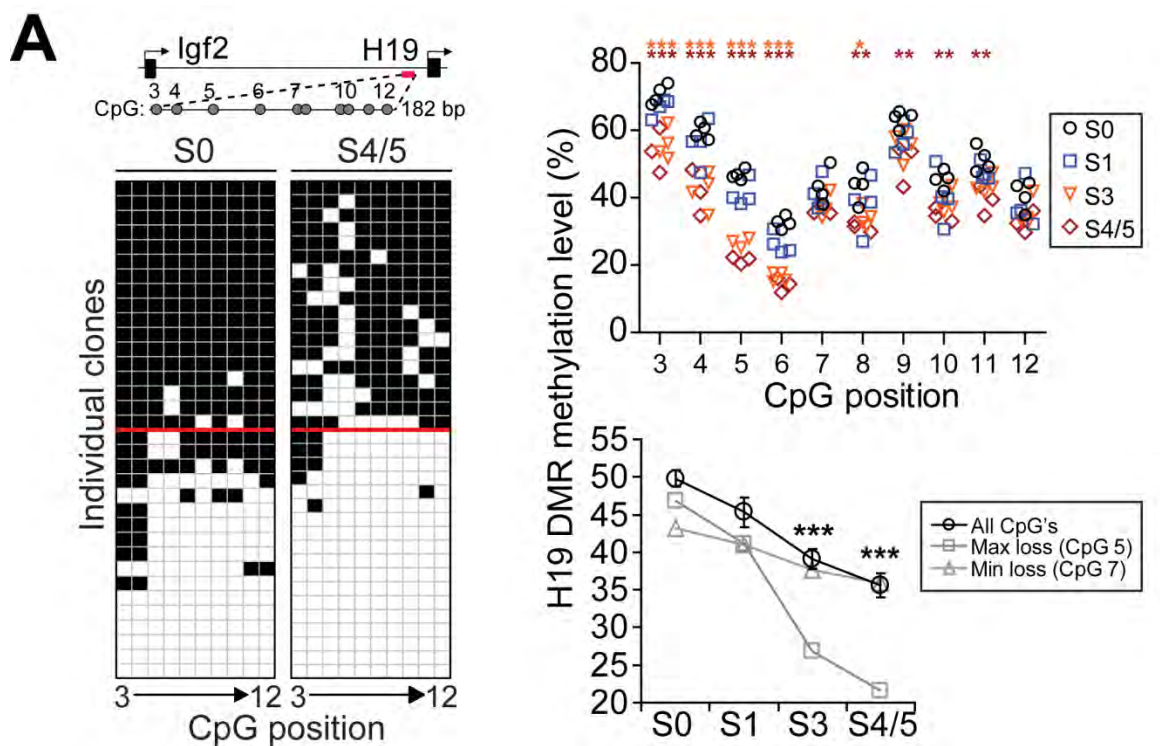 A
Igf2
H19
3 4 5 6 7 10 12
CpG:
182 bp
S0
S4/5
Individual clones
3 12
3 12
CpG position
*** *** *** *** *
*** *** *** *** ** ** ** **
80
60
40
20
0
3 4 5 6 7 8 9 10 11 12
CpG position
S0
S1
S3
S4/5
H19 DMR methylation level (%)
55
50
45
40
35
30
25
20
*** ***
S0 S1 S3 S4/5
All CpG's
Max loss (CpG 5)
Min loss (CpG 7)